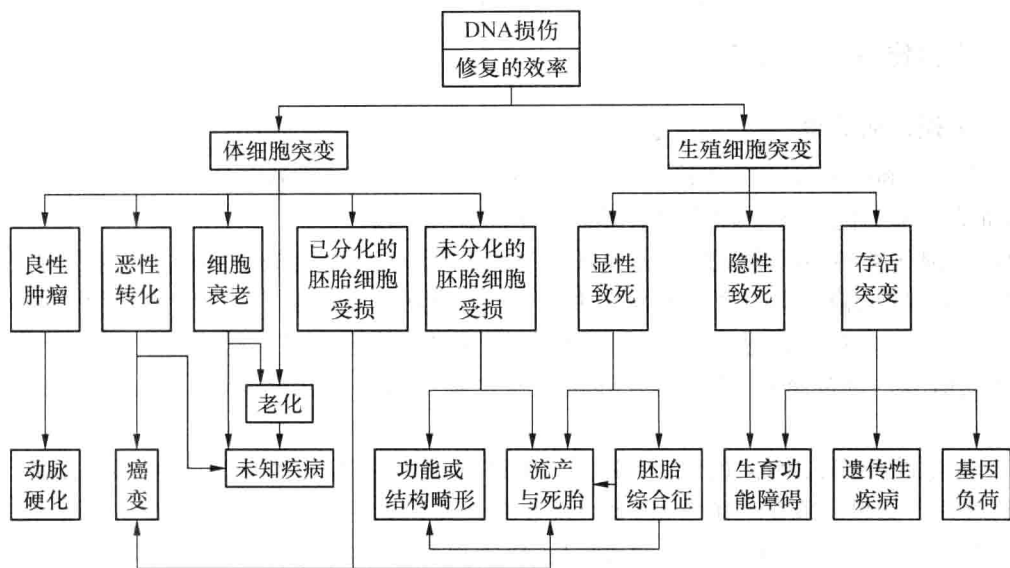 DNA损伤
修复的效率
体细胞突变
生殖细胞突变
良性
肿瘤
恶性
转化
细胞
衰老
已分化的
胚胎细胞
受损
未分化的
胚胎细胞
受损
显性
致死
隐性
致死
存活
突变
老化
动脉
硬化
癌
变
未知疾病
功能或
结构畸形
流产
与死胎
胚胎
综合征
生育功
能障碍
遗传性
疾病
基因
负荷